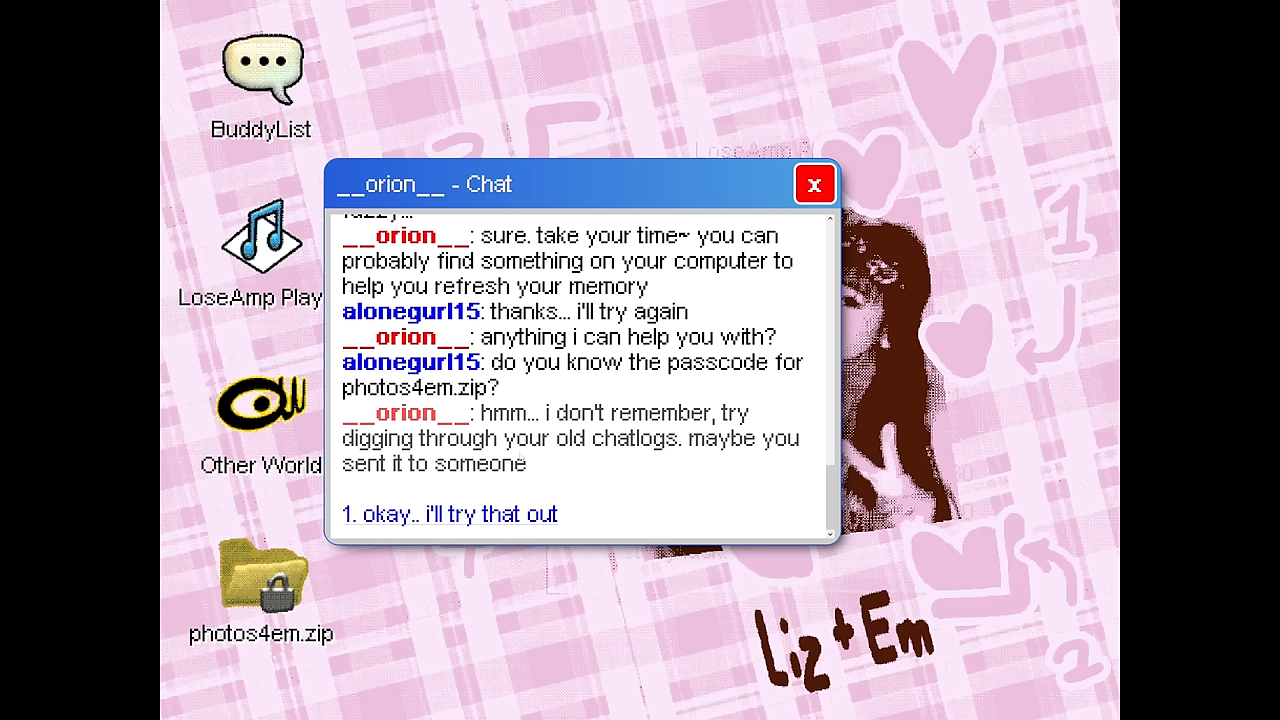 BuddyList
LoseAmp Play
Other World
photos4em.zip
__orion__ - Chat
x
__orion__: sure. take your time~ you can
probably find something on your computer to
help you refresh your memory
alonegurl15: thanks... i'll try again
__orion__: anything i can help you with?
alonegurl15: do you know the passcode for
photos4em.zip?
__orion__: hmm... i don't remember, try
digging through your old chatlogs. maybe you
sent it to someone
1. okay.. i'll try that out
1
2
Liz + Em